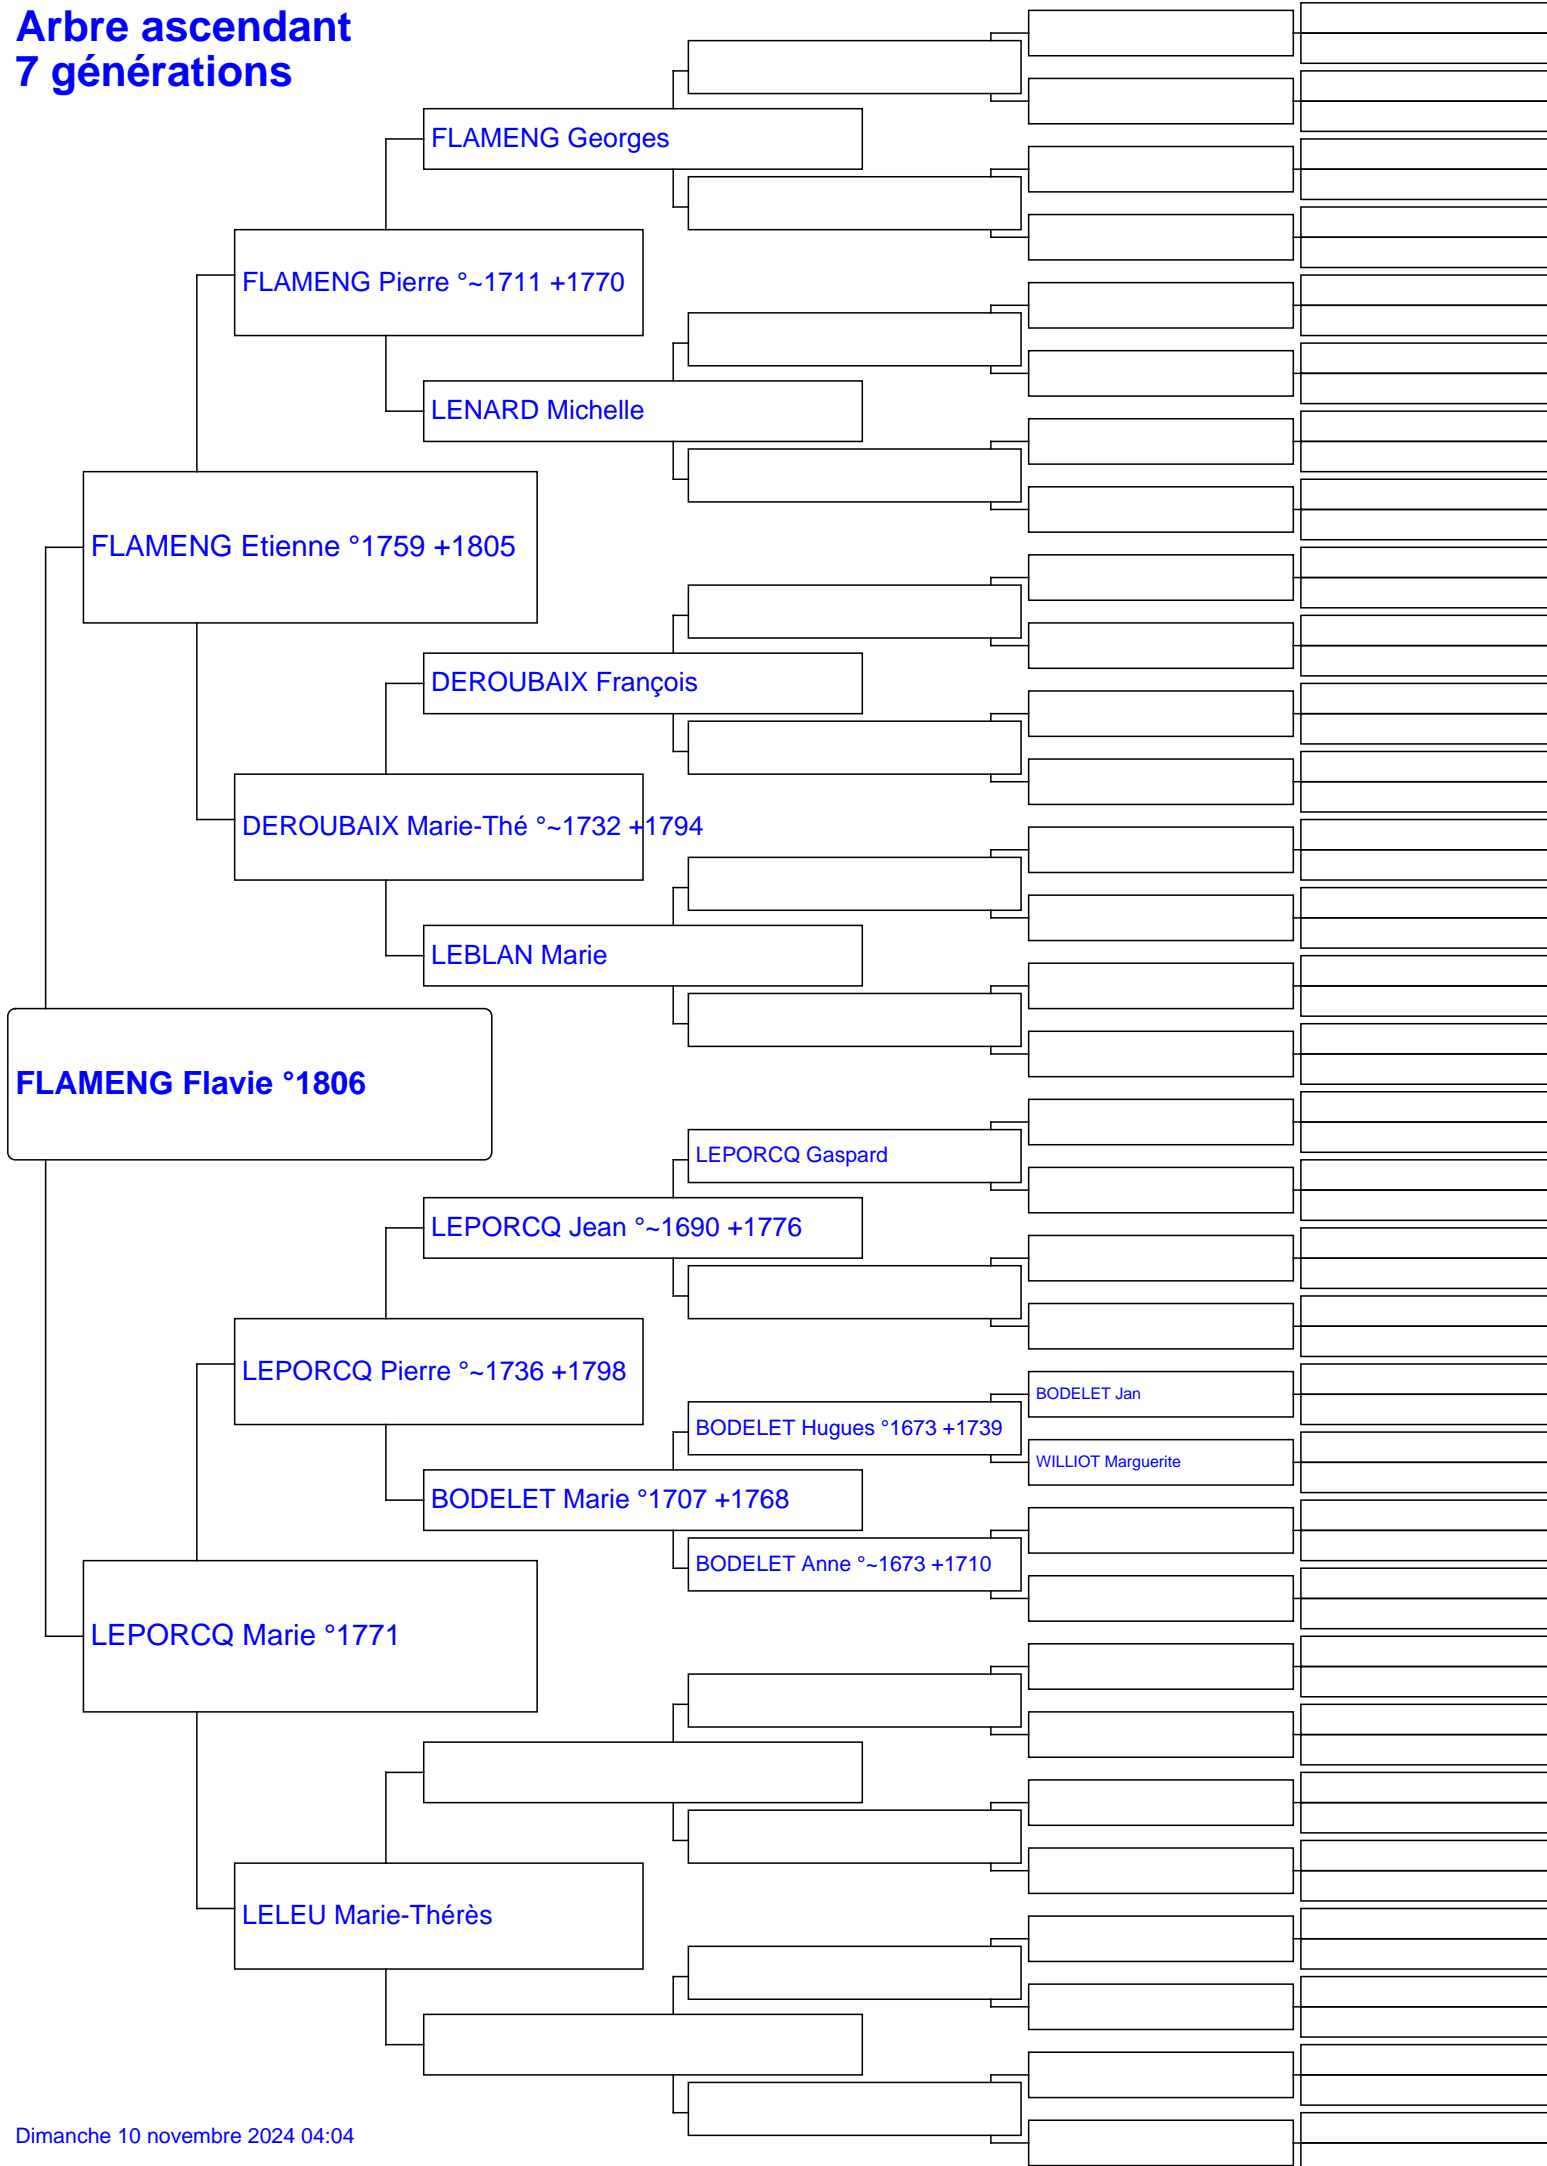 Arbre ascendant
7 générations
FLAMENG Georges
FLAMENG Pierre °~1711 +1770
LENARD Michelle
FLAMENG Etienne °1759 +1805
DEROUBAIX François
DEROUBAIX Marie-Thé °~1732 +1794
LEBLAN Marie
FLAMENG Flavie °1806
LEPORCQ Gaspard
LEPORCQ Jean °~1690 +1776
LEPORCQ Pierre °~1736 +1798
BODELET Jan
BODELET Hugues °1673 +1739
WILLIOT Marguerite
BODELET Marie °1707 +1768
BODELET Anne °~1673 +1710
LEPORCQ Marie °1771
LELEU Marie-Thérès
Dimanche 10 novembre 2024 04:04